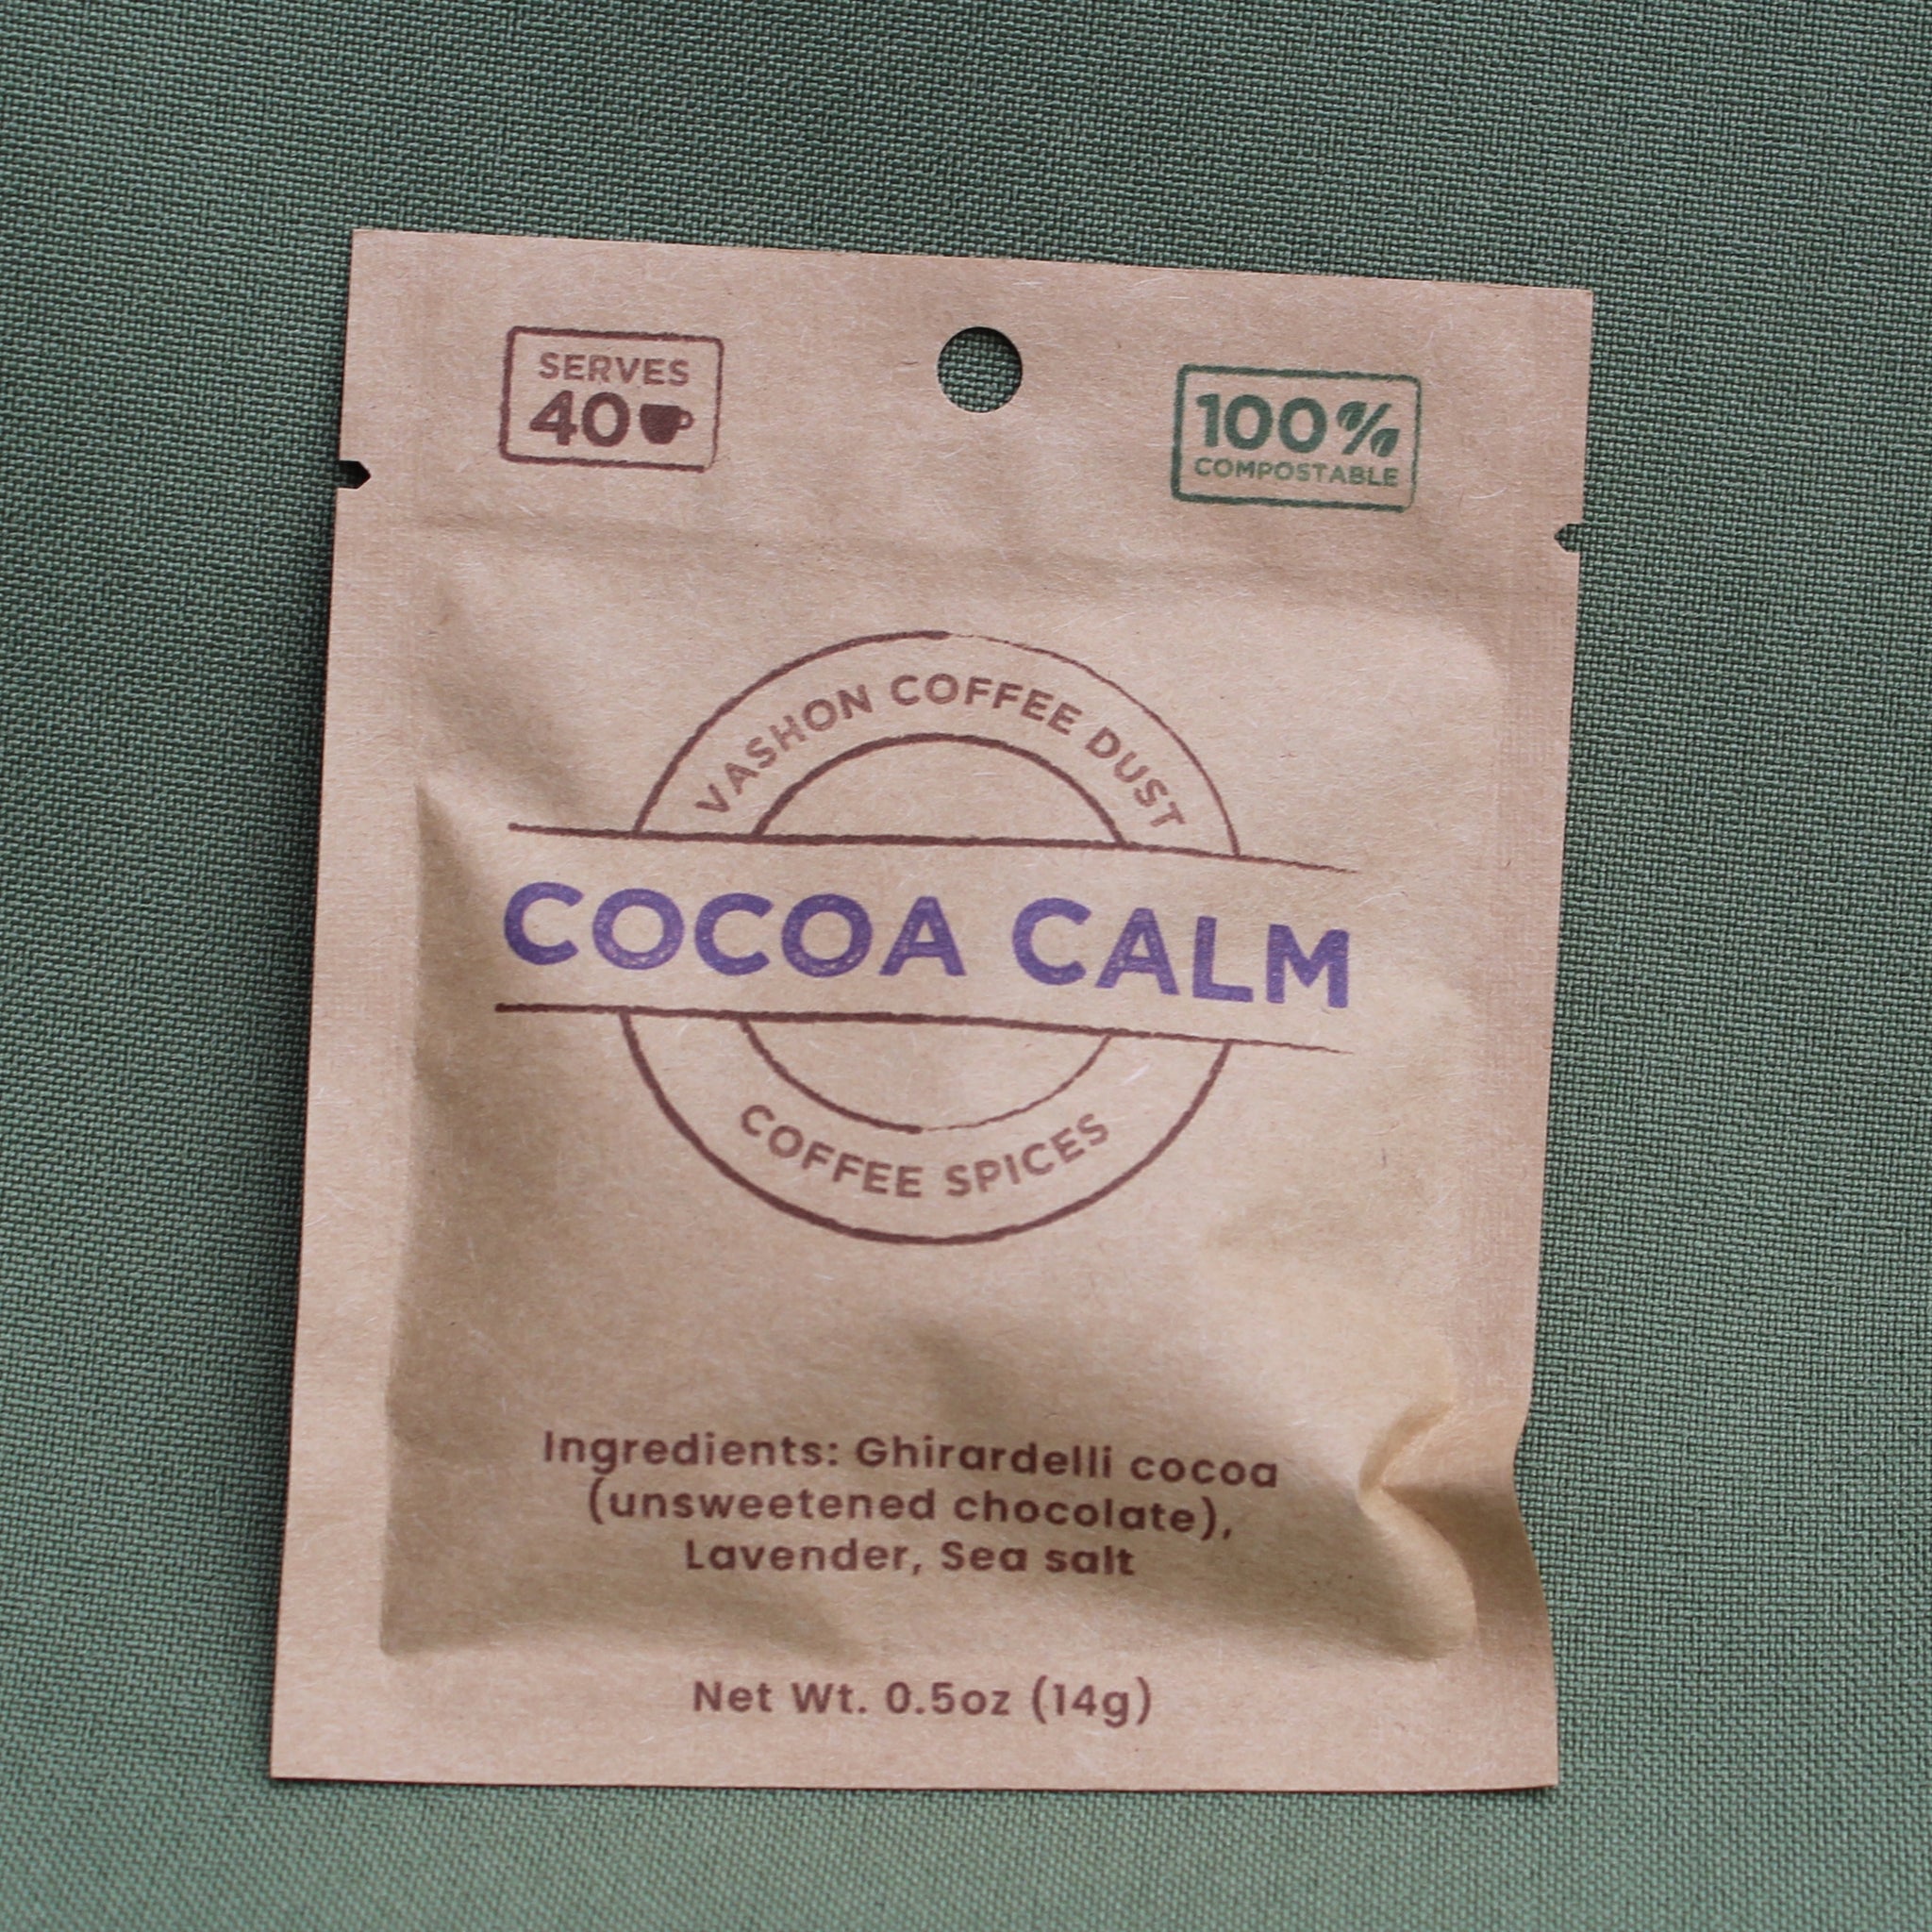 SERVES
40
100%
COMPOSTABLE
VASHON COFFEE DUST
COCOA CALM
COFFEE SPICES
Ingredients: Ghirardelli cocoa
(unsweetened chocolate),
Lavender, Sea salt
Net Wt. 0.5oz (14g)